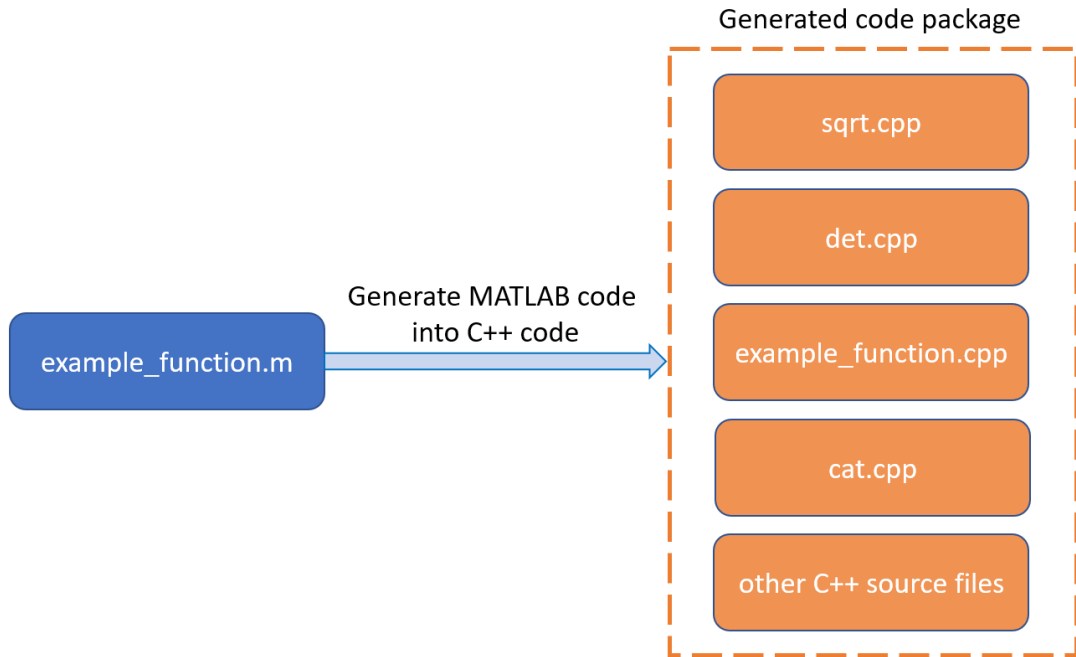 Generated code package
sqrt.cpp
det.cpp
Generate MATLAB code
into C++ code
example_function.m
example_function.cpp
cat.cpp
other C++ source files